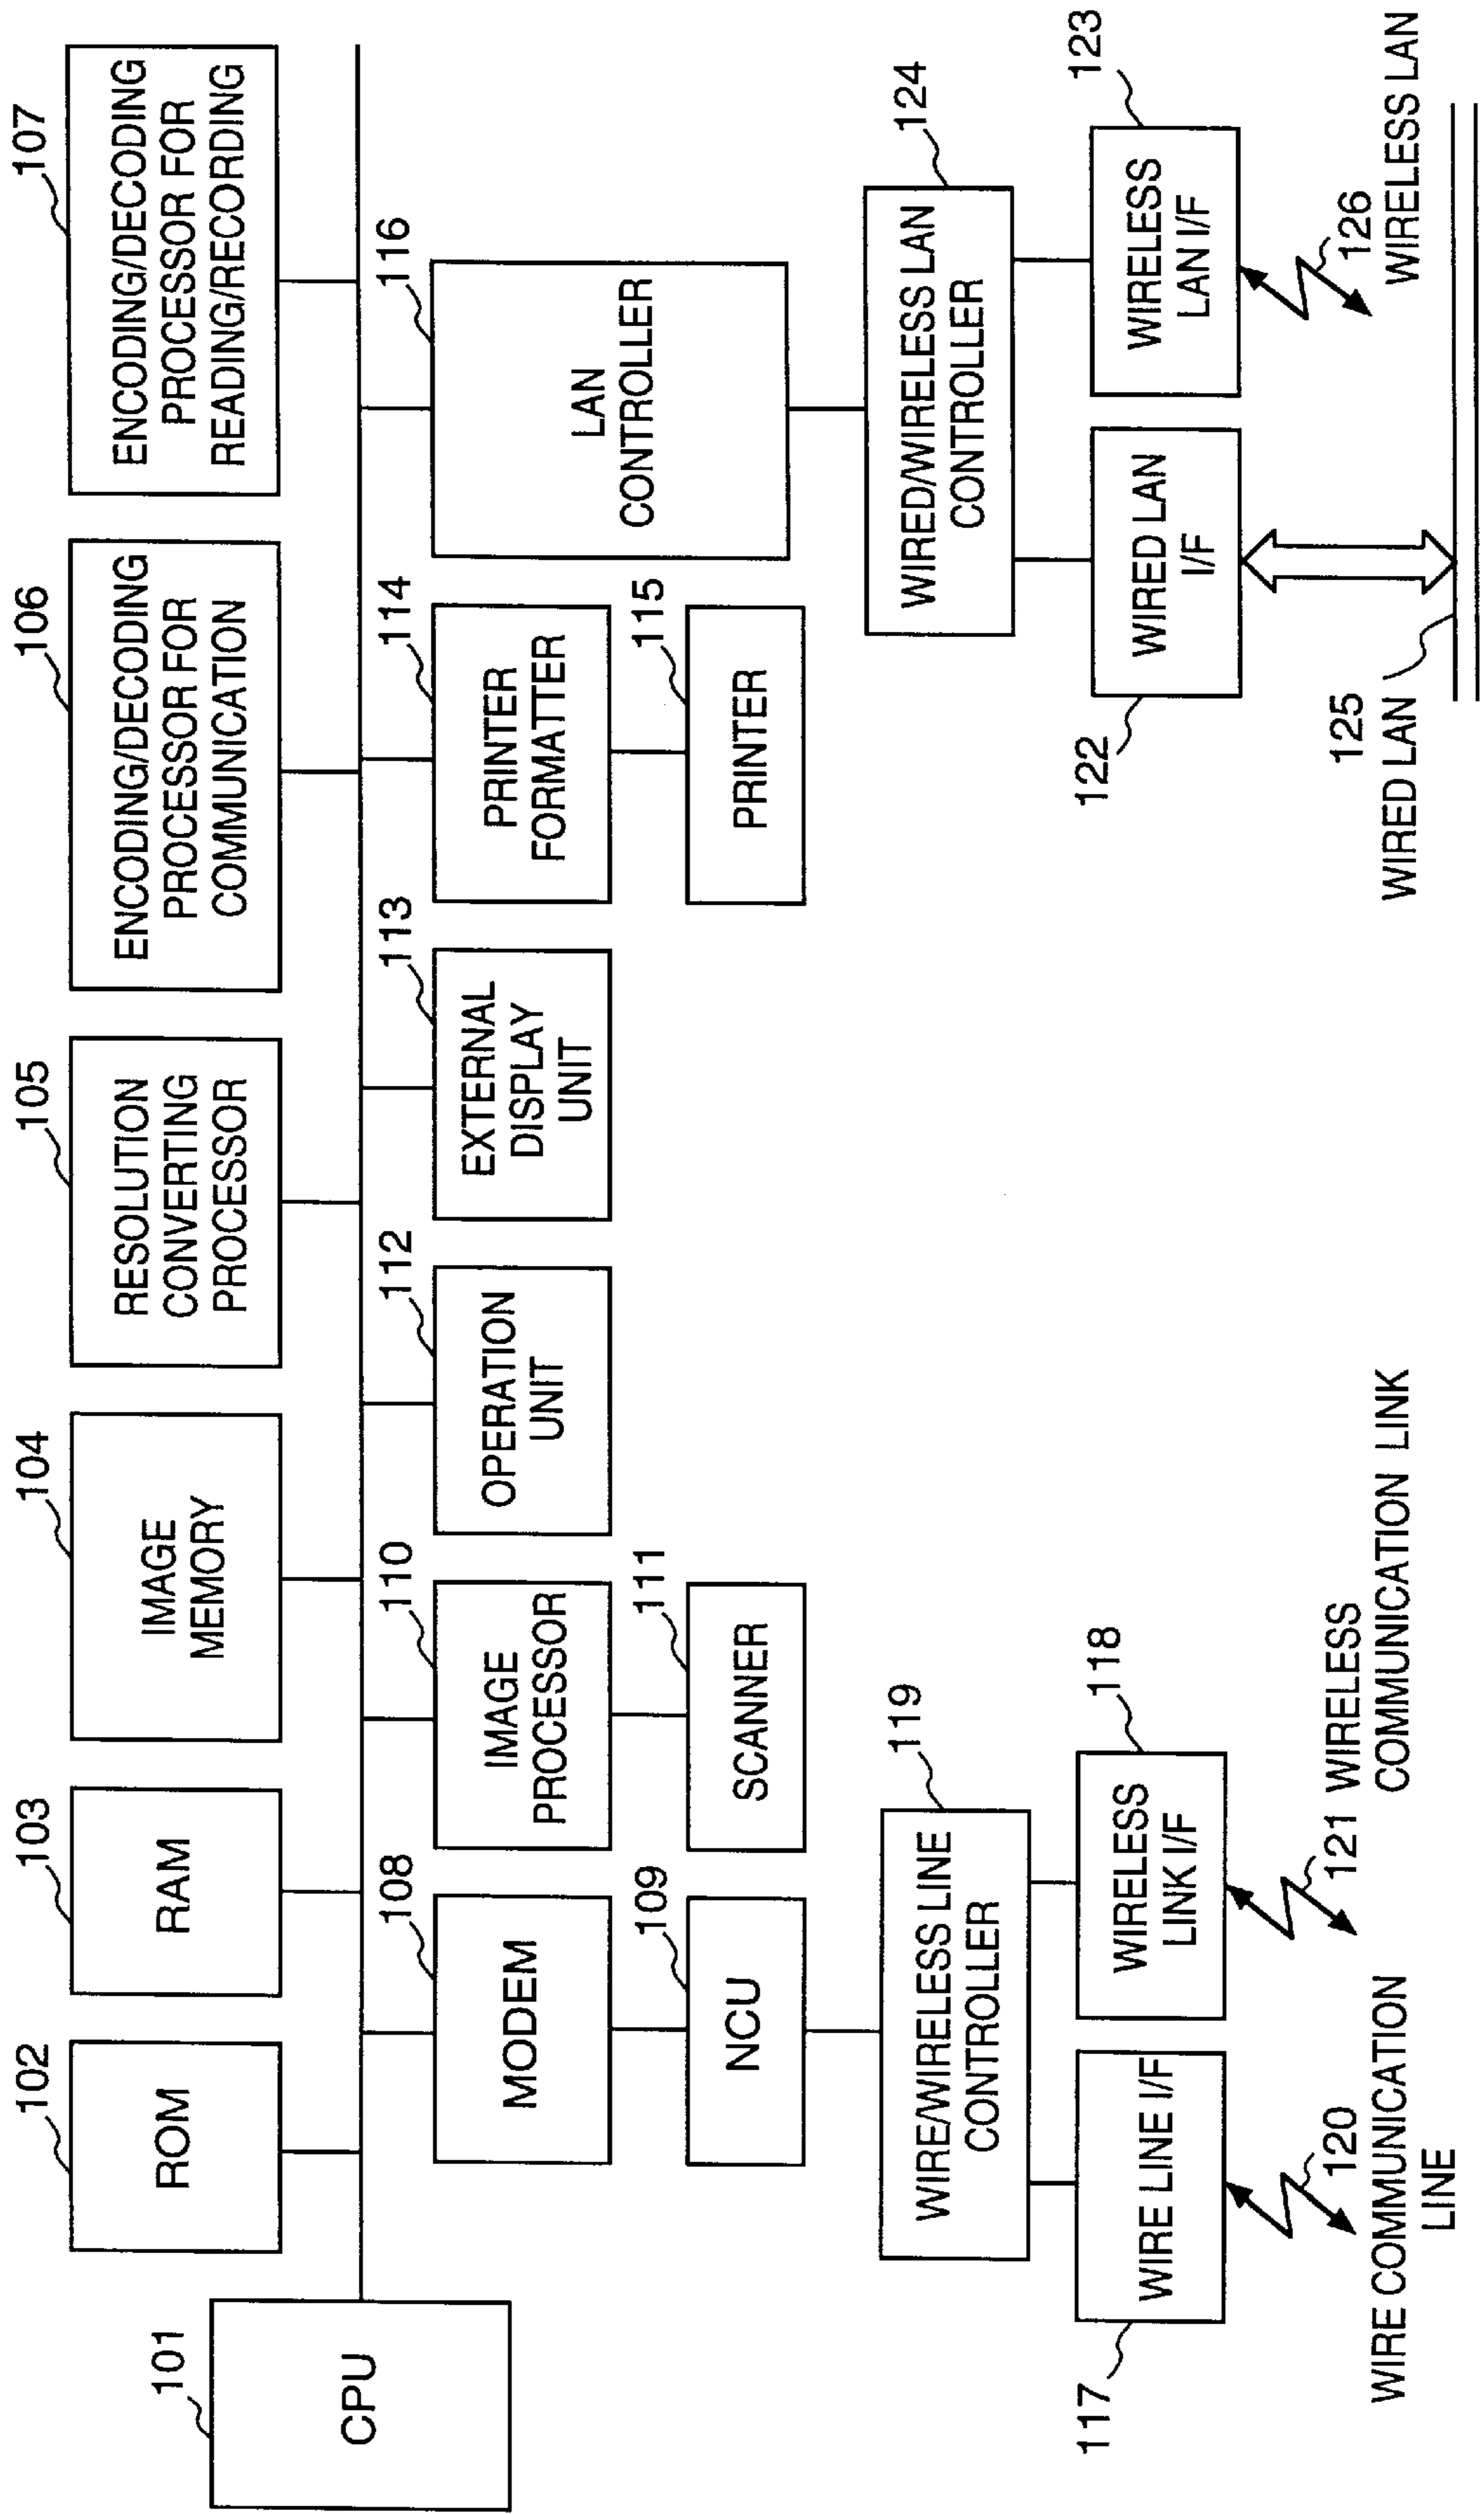 101
CPU
102
ROM
103
RAM
104
IMAGE
MEMORY
105
RESOLUTION
CONVERTING
PROCESSOR
106
ENCODING/DECODING
PROCESSOR FOR
COMMUNICATION
107
ENCODING/DECODING
PROCESSOR FOR
READING/RECORDING
108
MODEM
109
NCU
110
IMAGE
PROCESSOR
111
SCANNER
112
OPERATION
UNIT
113
EXTERNAL
DISPLAY
UNIT
114
PRINTER
FORMATTER
115
PRINTER
116
LAN
CONTROLLER
119
WIRE/WIRELESS LINE
CONTROLLER
117
WIRE LINE I/F
118
WIRELESS
LINK I/F
120
WIRE COMMUNICATION
LINE
121 WIRELESS
COMMUNICATION LINK
124
WIRED/WIRELESS LAN
CONTROLLER
122
WIRED LAN
I/F
123
WIRELESS
LAN I/F
125
WIRED LAN
126
WIRELESS LAN